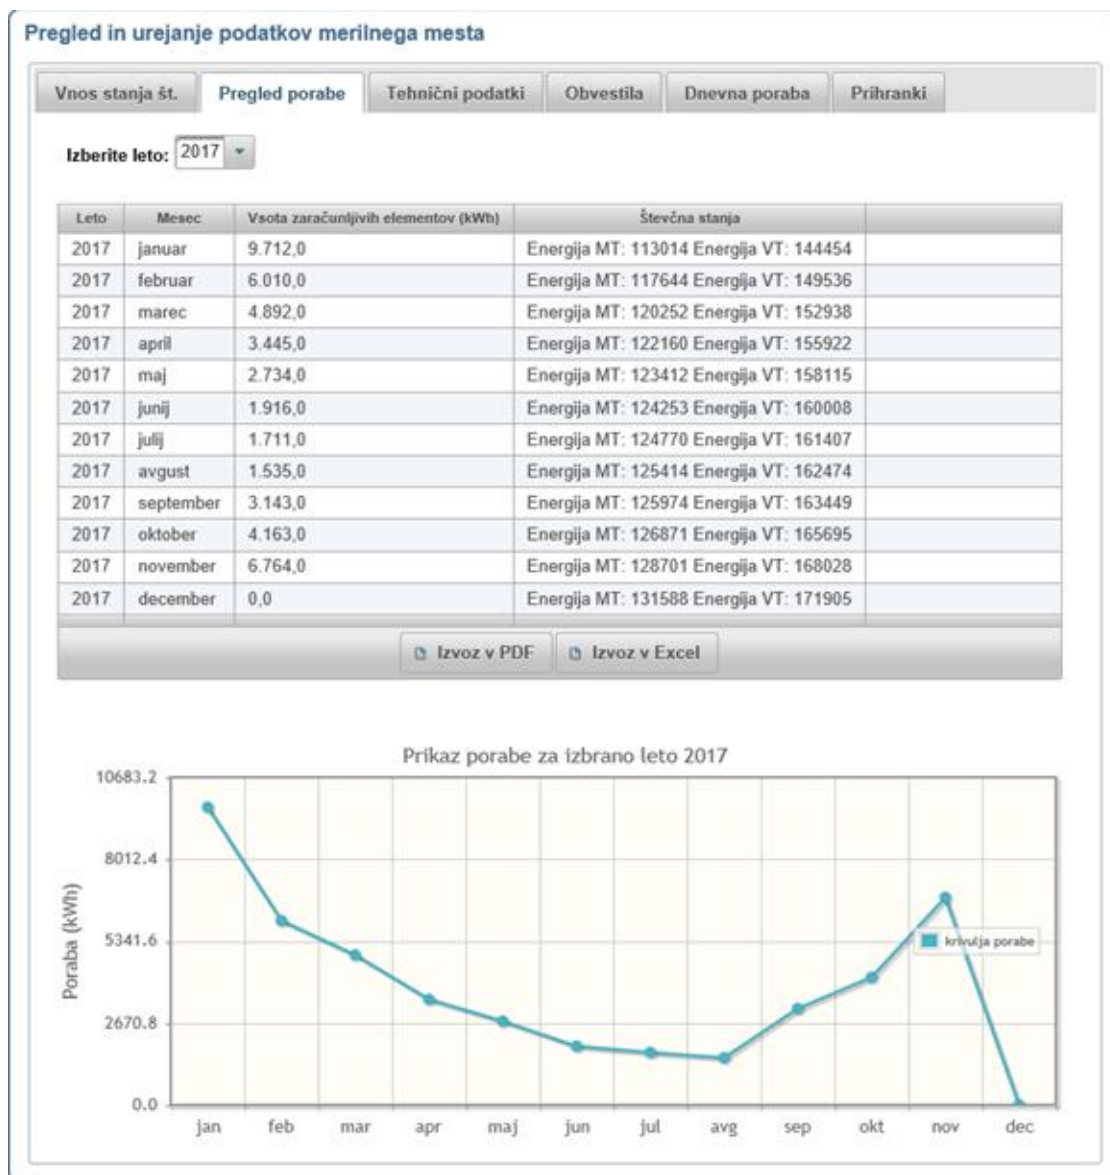 Pregled in urejanje podatkov merilnega mesta
Vnos stanja št. Pregled porabe Tehnični podatki Obvestila Dnevna poraba Prihranki
Izberite leto: 2017
Leto Mesec Vsota zaračunljivih elementov (kWh) Števčna stanja
2017 januar 9.712,0 Energija MT: 113014 Energija VT: 144454
2017 februar 6.010,0 Energija MT: 117644 Energija VT: 149536
2017 marec 4.892,0 Energija MT: 120252 Energija VT: 152938
2017 april 3.445,0 Energija MT: 122160 Energija VT: 155922
2017 maj 2.734,0 Energija MT: 123412 Energija VT: 158115
2017 junij 1.916,0 Energija MT: 124253 Energija VT: 160008
2017 julij 1.711,0 Energija MT: 124770 Energija VT: 161407
2017 avgust 1.535,0 Energija MT: 125414 Energija VT: 162474
2017 september 3.143,0 Energija MT: 125974 Energija VT: 163449
2017 oktober 4.163,0 Energija MT: 126871 Energija VT: 165695
2017 november 6.764,0 Energija MT: 128701 Energija VT: 168028
2017 december 0,0 Energija MT: 131588 Energija VT: 171905
Izvoz v PDF Izvoz v Excel
Prikaz porabe za izbrano leto 2017
10683.2
8012.4
5341.6
2670.8
0.0
Poraba (kWh)
krivulja porabe
jan feb mar apr maj jun jul avg sep okt nov dec